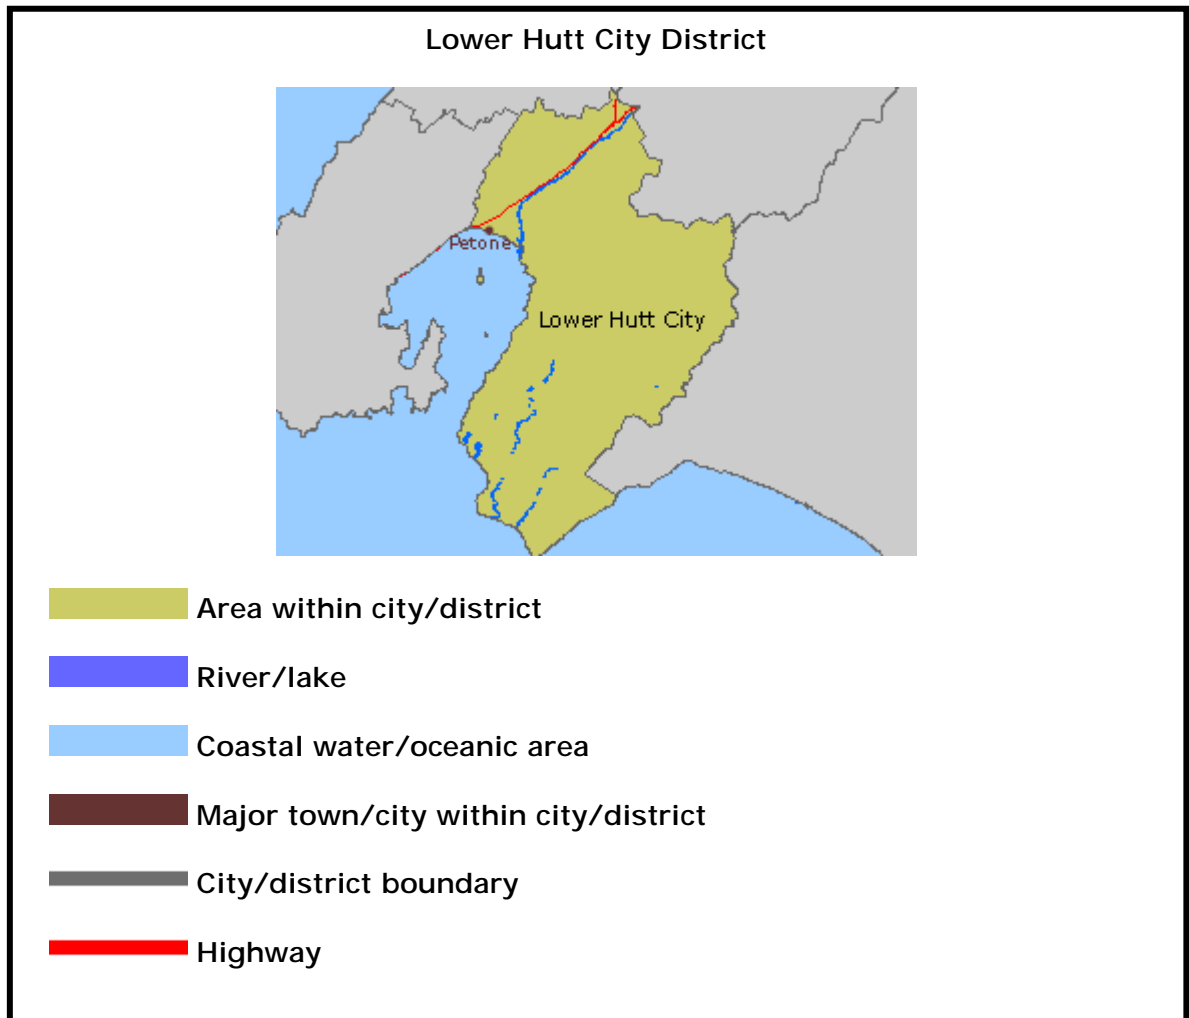 Lower Hutt City District
Petone
Lower Hutt City
Area within city/district
River/lake
Coastal water/oceanic area
Major town/city within city/district
City/district boundary
Highway